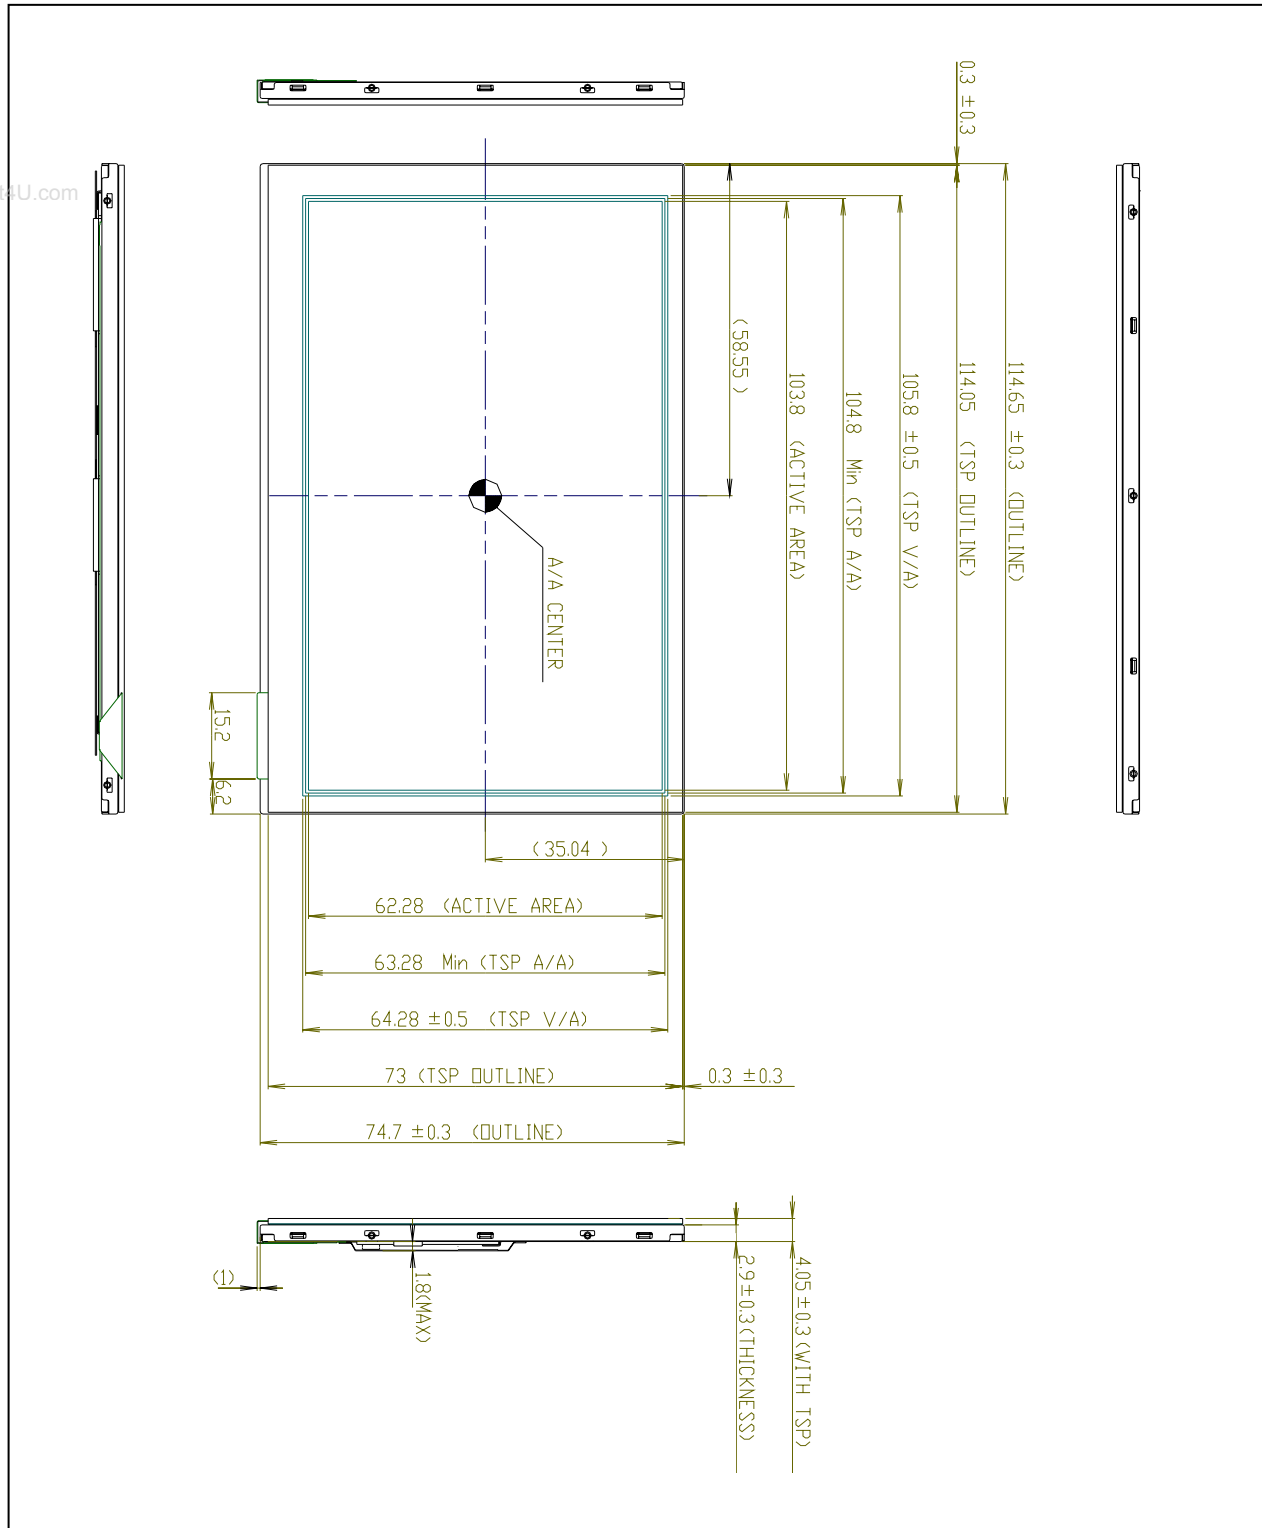 0.3 ±0.3
t4U.com
(58.55 )
103.8 (ACTIVE AREA)
104.8 Min (TSP A/A)
105.8 ±0.5 (TSP V/A)
114.05 (TSP OUTLINE)
114.65 ±0.3 (OUTLINE)
A/A CENTER
15.2
6.2
(35.04 )
62.28 (ACTIVE AREA)
63.28 Min (TSP A/A)
64.28 ±0.5 (TSP V/A)
73 (TSP OUTLINE)
0.3 ±0.3
74.7 ±0.3 (OUTLINE)
(1)
1.8(MAX)
2.9±0.3(THICKNESS)
4.05±0.3(WITH TSP)